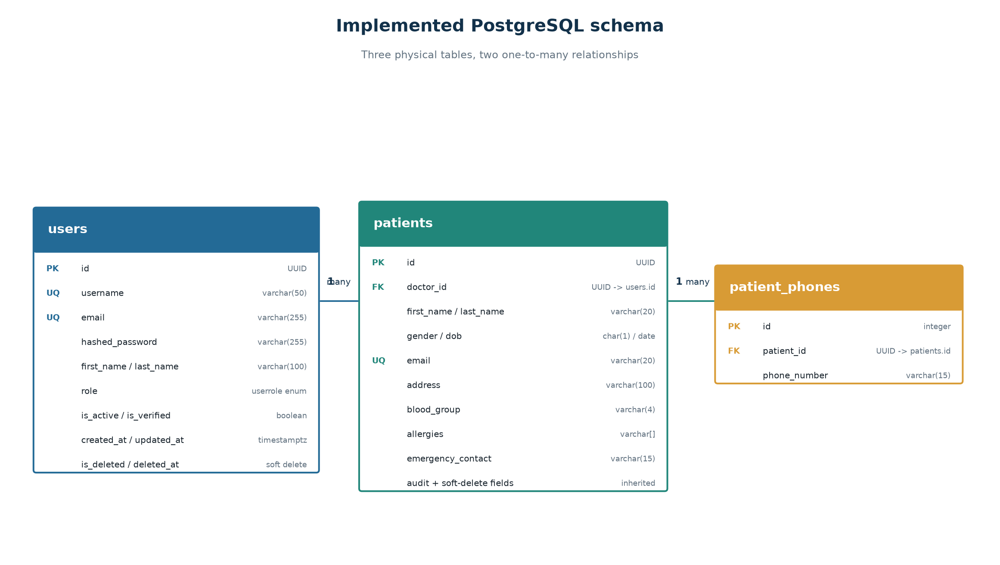 Implemented PostgreSQL schema
Three physical tables, two one-to-many relationships
users
PK id UUID
UQ username varchar(50)
UQ email varchar(255)
hashed_password varchar(255)
first_name / last_name varchar(100)
role userrole enum
is_active / is_verified boolean
created_at / updated_at timestamptz
is_deleted / deleted_at soft delete
1 many
patients
PK id UUID
FK doctor_id UUID -> users.id
first_name / last_name varchar(20)
gender / dob char(1) / date
UQ email varchar(20)
address varchar(100)
blood_group varchar(4)
allergies varchar[]
emergency_contact varchar(15)
audit + soft-delete fields inherited
1 many
patient_phones
PK id integer
FK patient_id UUID -> patients.id
phone_number varchar(15)